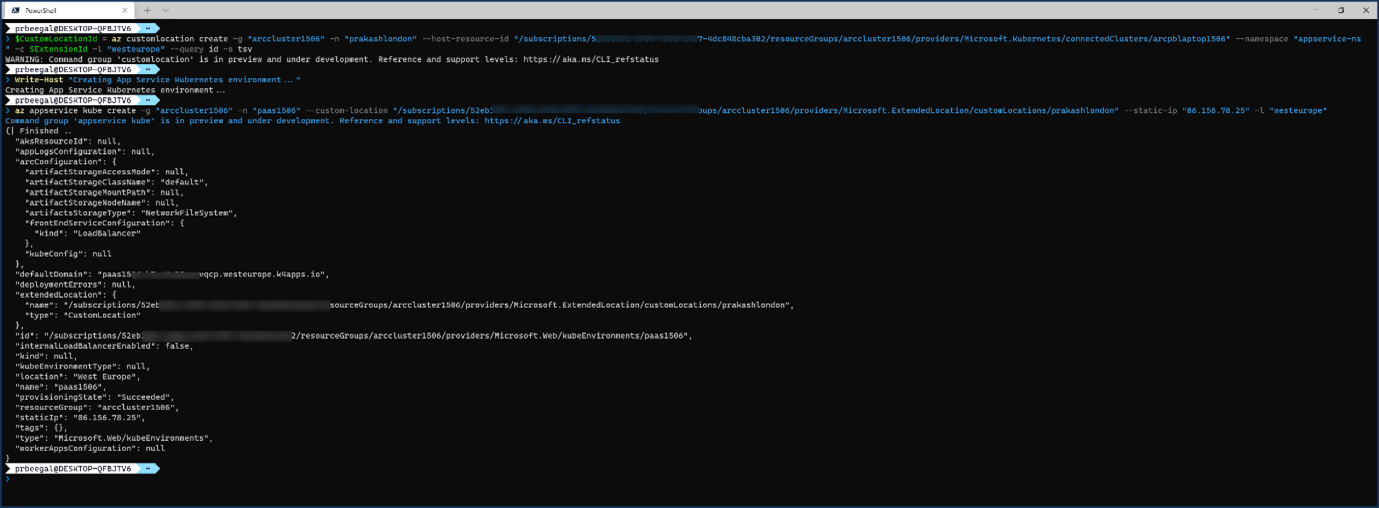 PowerShell
prbeegal@DESKTOP-QFBJTV6 ~
❯ $CustomLocationId = az customlocation create -g "arccluster1506" -n "prakashlondon" --host-resource-id "/subscriptions/5 7-4dc848cba302/resourceGroups/arccluster1506/providers/Microsoft.Kubernetes/connectedClusters/arcpblaptop1506" --namespace "appservice-ns
" -c $ExtensionId -l "westeurope" --query id -o tsv
WARNING: Command group 'customlocation' is in preview and under development. Reference and support levels: https://aka.ms/CLI_refstatus
prbeegal@DESKTOP-QFBJTV6 ~
❯ Write-Host "Creating App Service Kubernetes environment..."
Creating App Service Kubernetes environment...
prbeegal@DESKTOP-QFBJTV6 ~
❯ az appservice kube create -g "arccluster1506" -n "paas1506" --custom-location "/subscriptions/52eb oups/arccluster1506/providers/Microsoft.ExtendedLocation/customLocations/prakashlondon" --static-ip "86.156.78.25" -l "westeurope"
Command group 'appservice kube' is in preview and under development. Reference and support levels: https://aka.ms/CLI_refstatus
{| Finished ..
"aksResourceId": null,
"appLogsConfiguration": null,
"arcConfiguration": {
"artifactStorageAccessMode": null,
"artifactStorageClassName": "default",
"artifactStorageMountPath": null,
"artifactStorageNodeName": null,
"artifactsStorageType": "NetworkFileSystem",
"frontEndServiceConfiguration": {
"kind": "LoadBalancer"
},
"kubeConfig": null
},
"defaultDomain": "paas15 vqcp.westeurope.k4apps.io",
"deploymentErrors": null,
"extendedLocation": {
"name": "/subscriptions/52eb sourceGroups/arccluster1506/providers/Microsoft.ExtendedLocation/customLocations/prakashlondon",
"type": "CustomLocation"
},
"id": "/subscriptions/52eb 2/resourceGroups/arccluster1506/providers/Microsoft.Web/kubeEnvironments/paas1506",
"internalLoadBalancerEnabled": false,
"kind": null,
"kubeEnvironmentType": null,
"location": "West Europe",
"name": "paas1506",
"provisioningState": "Succeeded",
"resourceGroup": "arccluster1506",
"staticIp": "86.156.78.25",
"tags": {},
"type": "Microsoft.Web/kubeEnvironments",
"workerAppsConfiguration": null
}
prbeegal@DESKTOP-QFBJTV6 ~
❯